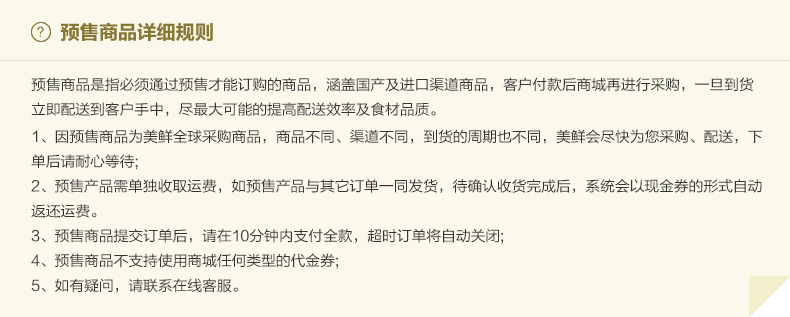 ? 预售商品详细规则
预售商品是指必须通过预售才能订购的商品，涵盖国产及进口渠道商品，客户付款后商城再进行采购，一旦到货
立即配送到客户手中，尽最大可能的提高配送效率及食材品质。
1、因预售商品为美鲜全球采购商品，商品不同、渠道不同，到货的周期也不同，美鲜会尽快为您采购、配送，下
单后请耐心等待;
2、预售产品需单独收取运费，如预售产品与其它订单一同发货，待确认收货完成后，系统会以现金券的形式自动
返还运费。
3、预售商品提交订单后，请在10分钟内支付全款，超时订单将自动关闭;
4、预售商品不支持使用商城任何类型的代金券;
5、如有疑问，请联系在线客服。